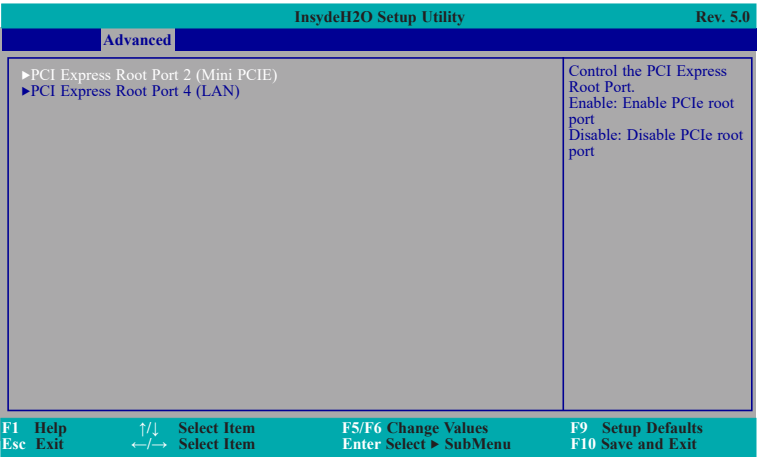 InsydeH2O Setup Utility Rev. 5.0
Advanced
▶PCI Express Root Port 2 (Mini PCIE)
▶PCI Express Root Port 4 (LAN)
Control the PCI Express
Root Port.
Enable: Enable PCIe root
port
Disable: Disable PCIe root
port
F1 Help ↑/↓ Select Item F5/F6 Change Values F9 Setup Defaults
Esc Exit ←/→ Select Item Enter Select ▶ SubMenu F10 Save and Exit